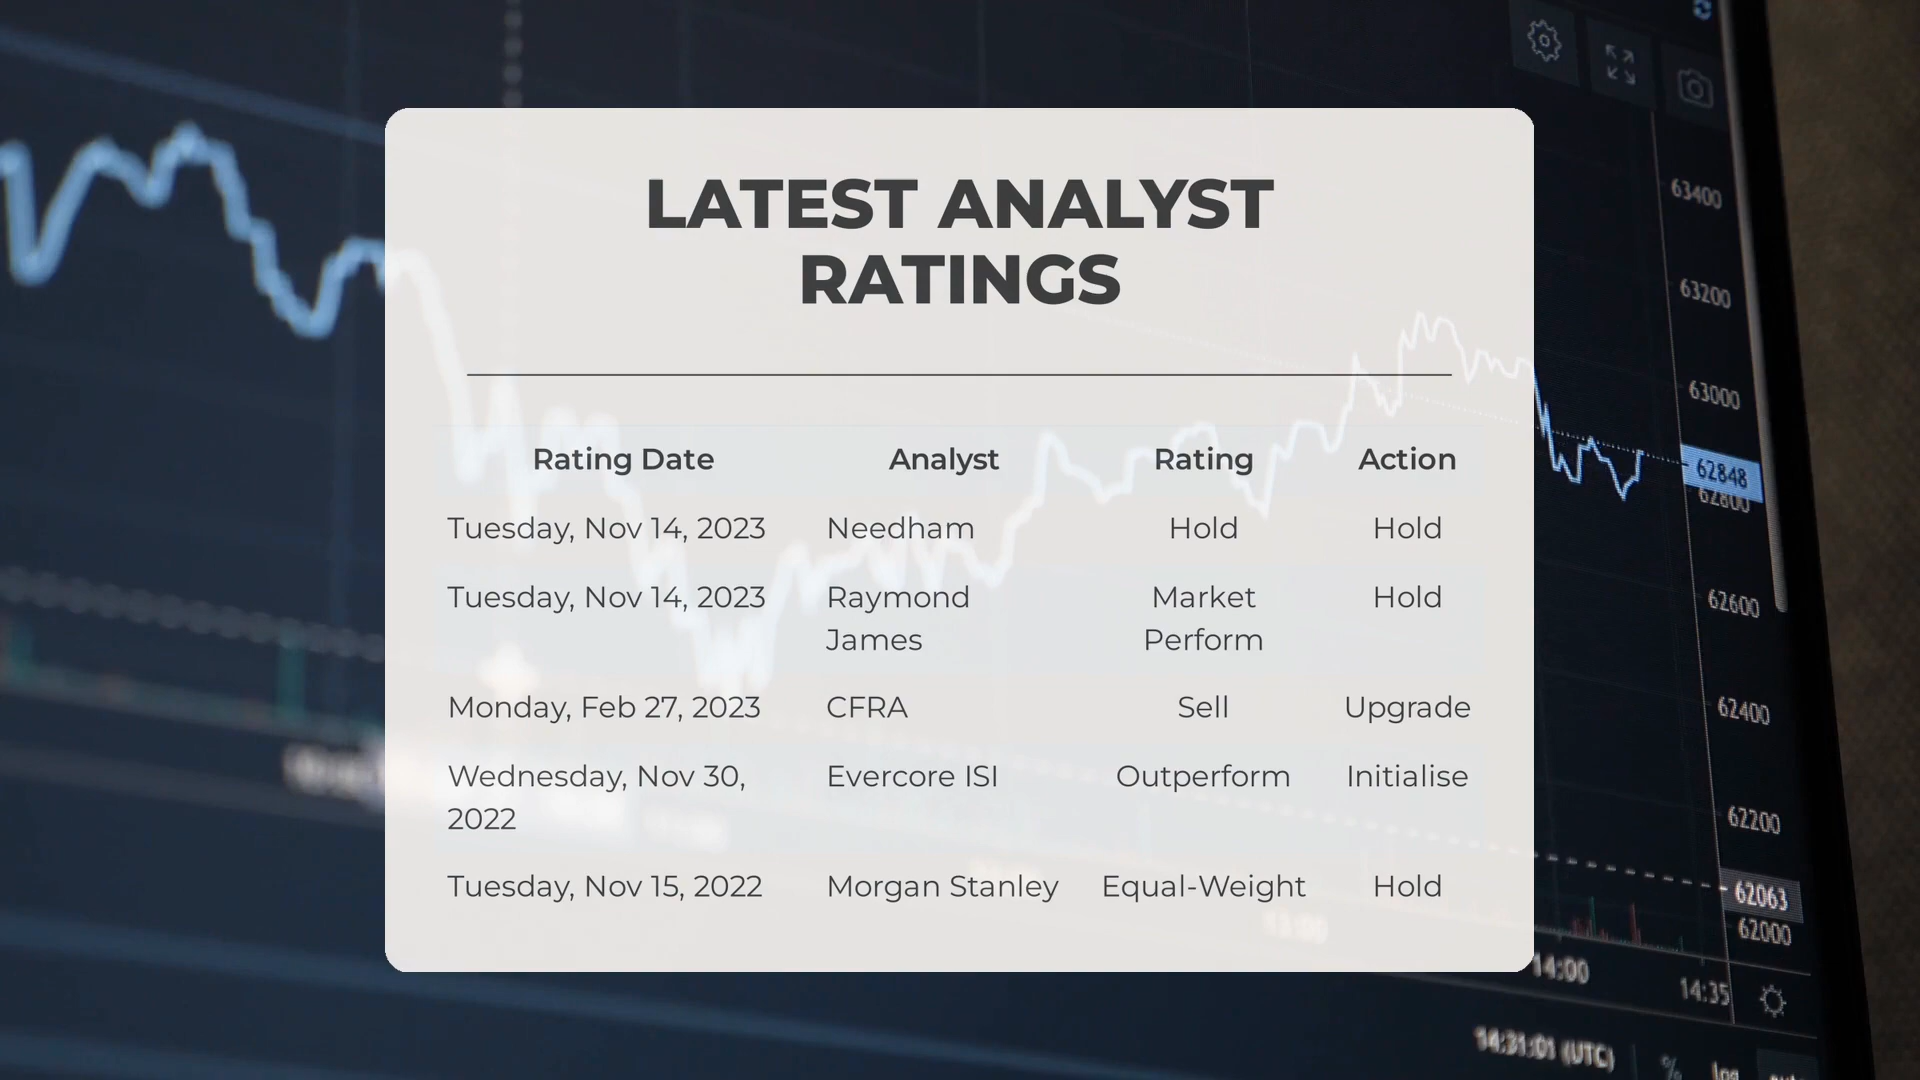 LATEST ANALYST
RATINGS
Rating Date Analyst Rating Action
Tuesday, Nov 14, 2023 Needham Hold Hold
Tuesday, Nov 14, 2023 Raymond Market Hold
James Perform
Monday, Feb 27, 2023 CFRA Sell Upgrade
Wednesday, Nov 30, Evercore ISI Outperform Initialise
2022
Tuesday, Nov 15, 2022 Morgan Stanley Equal-Weight Hold
63400
63200
63000
62848
62800
62600
62400
62200
62063
62000
14:00
14:35
14:31:01 (UTC)
% log